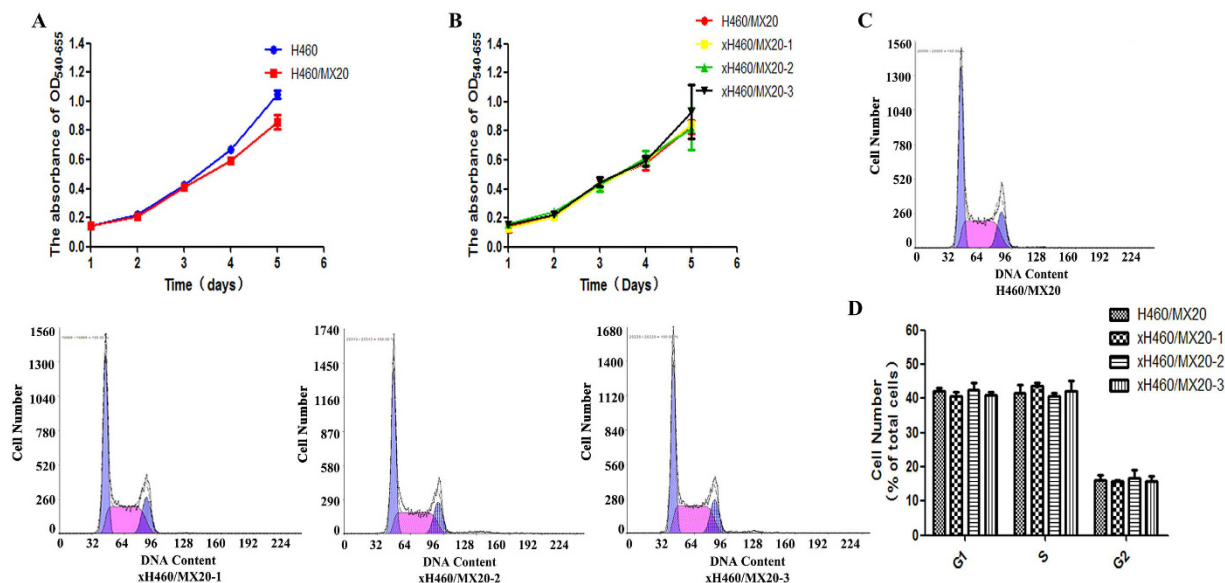 A
H460
H460/MX20
The absorbance of OD540-655
1.4
1.2
1.0
0.8
0.6
0.4
0.2
0.0
1 2 3 4 5 6
Time (days)
B
H460/MX20
xH460/MX20-1
xH460/MX20-2
xH460/MX20-3
The absorbance of OD540-655
1.4
1.2
1.0
0.8
0.6
0.4
0.2
0.0
1 2 3 4 5 6
Time (Days)
C
Cell Number
1560
1300
1040
780
520
260
0
0 32 64 96 128 160 192 224
DNA Content
H460/MX20
Cell Number
1560
1300
1040
780
520
260
0
0 32 64 96 128 160 192 224
DNA Content
xH460/MX20-1
Cell Number
1740
1470
1170
870
580
290
0
0 32 64 96 128 160 192 224
DNA Content
xH460/MX20-2
Cell Number
1680
1400
1120
840
460
280
0
0 32 64 96 128 160 192 224
DNA Content
xH460/MX20-3
D
H460/MX20
xH460/MX20-1
xH460/MX20-2
xH460/MX20-3
Cell Number
(% of total cells)
60
50
40
30
20
10
0
G1 S G2